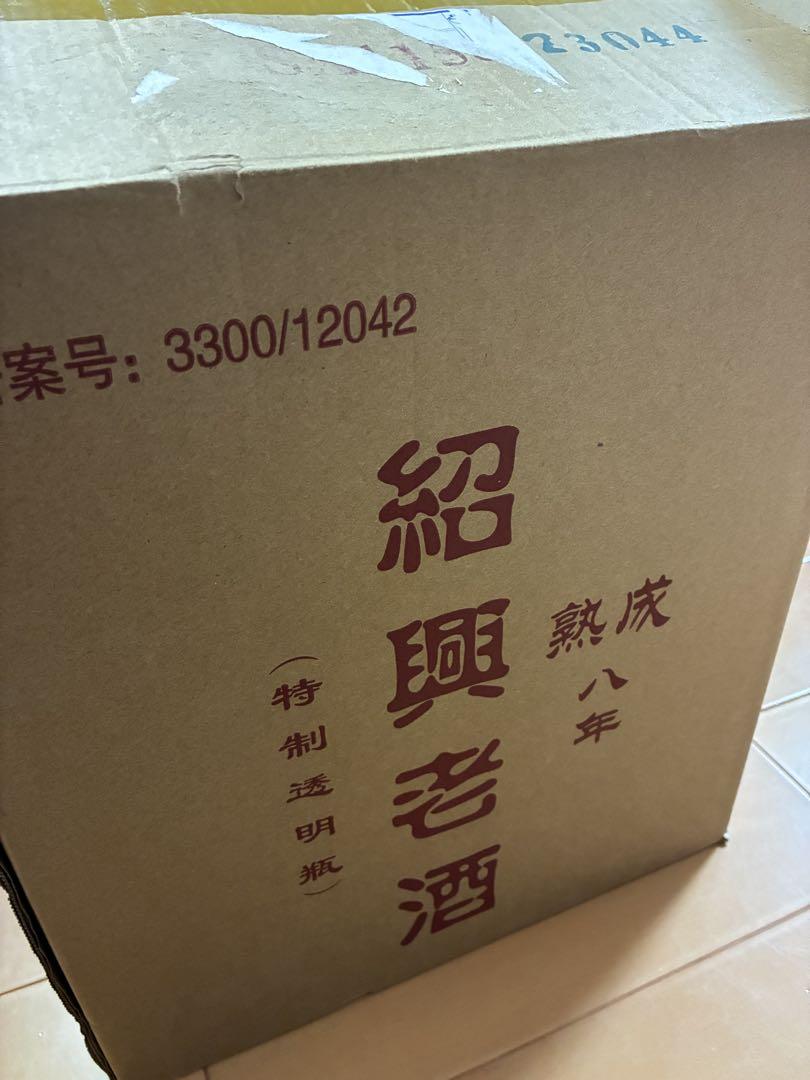 23044
案号: 3300/12042
熟成
八年
紹興老酒
(特制透明瓶)